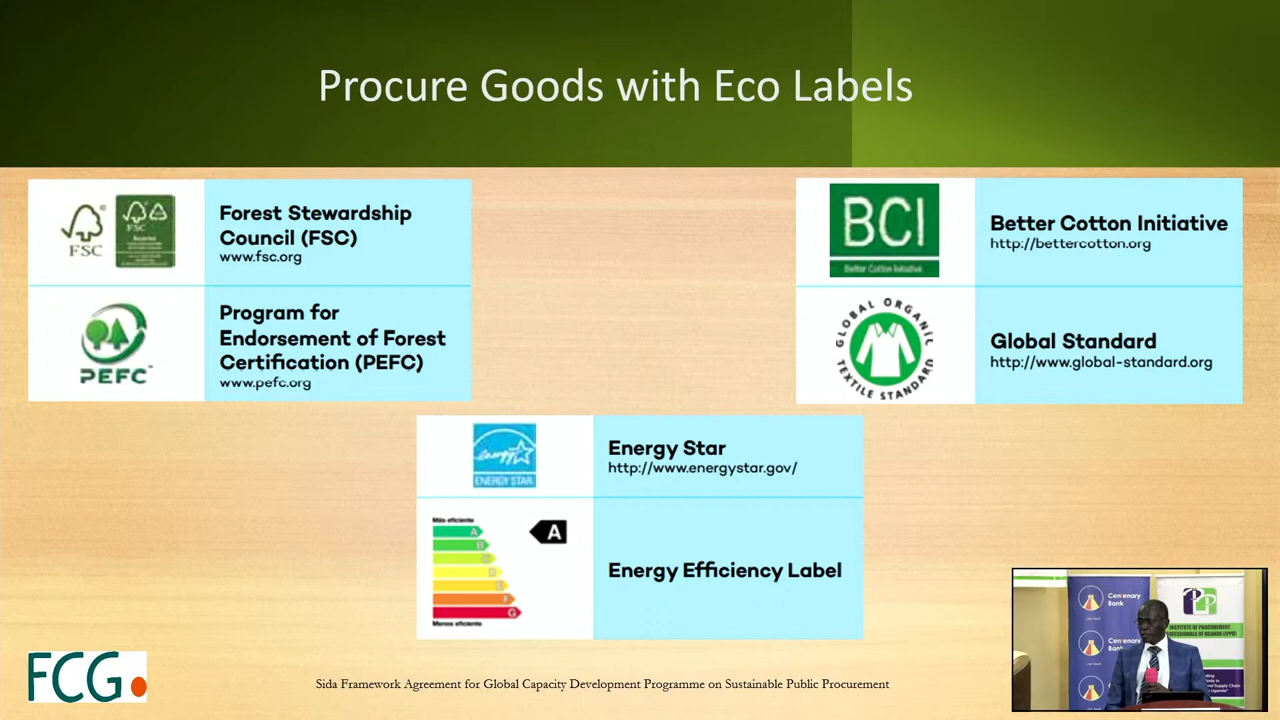 Procure Goods with Eco Labels
FSC
FSC
Forest Stewardship
Council (FSC)
www.fsc.org
PEFC
Program for
Endorsement of Forest
Certification (PEFC)
www.pefc.org
BCI
Better Cotton Initiative
Better Cotton Initiative
http://bettercotton.org
GLOBAL ORGANIC
TEXTILE STANDARD
Global Standard
http://www.global-standard.org
energy
ENERGY STAR
Energy Star
http://www.energystar.gov/
Más eficiente
A
A
B
D
F
G
Menos eficiente
Energy Efficiency Label
FCG
Sida Framework Agreement for Global Capacity Development Programme on Sustainable Public Procurement
Centenary
Bank
Centenary
Bank
INSTITUTE OF PROCUREMENT
PROFESSIONALS OF UGANDA (IPPU)